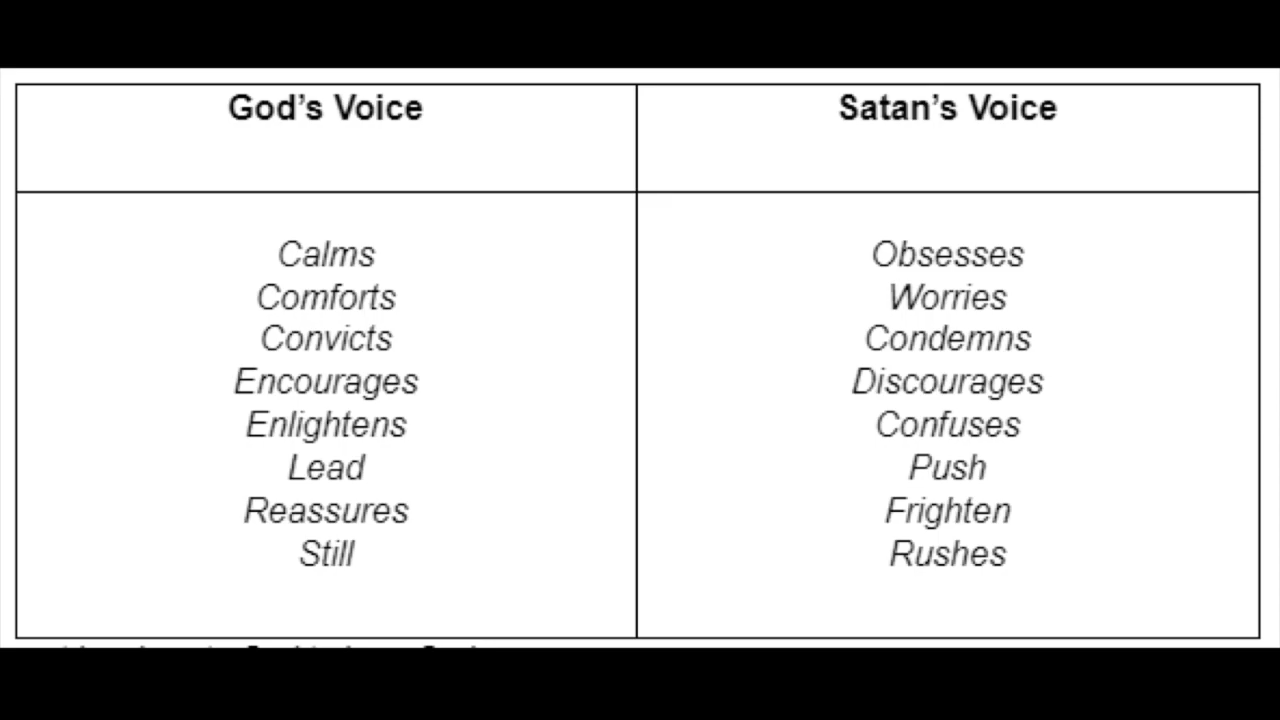 God's Voice
Satan's Voice
Calms
Comforts
Convicts
Encourages
Enlightens
Lead
Reassures
Still
Obsesses
Worries
Condemns
Discourages
Confuses
Push
Frighten
Rushes